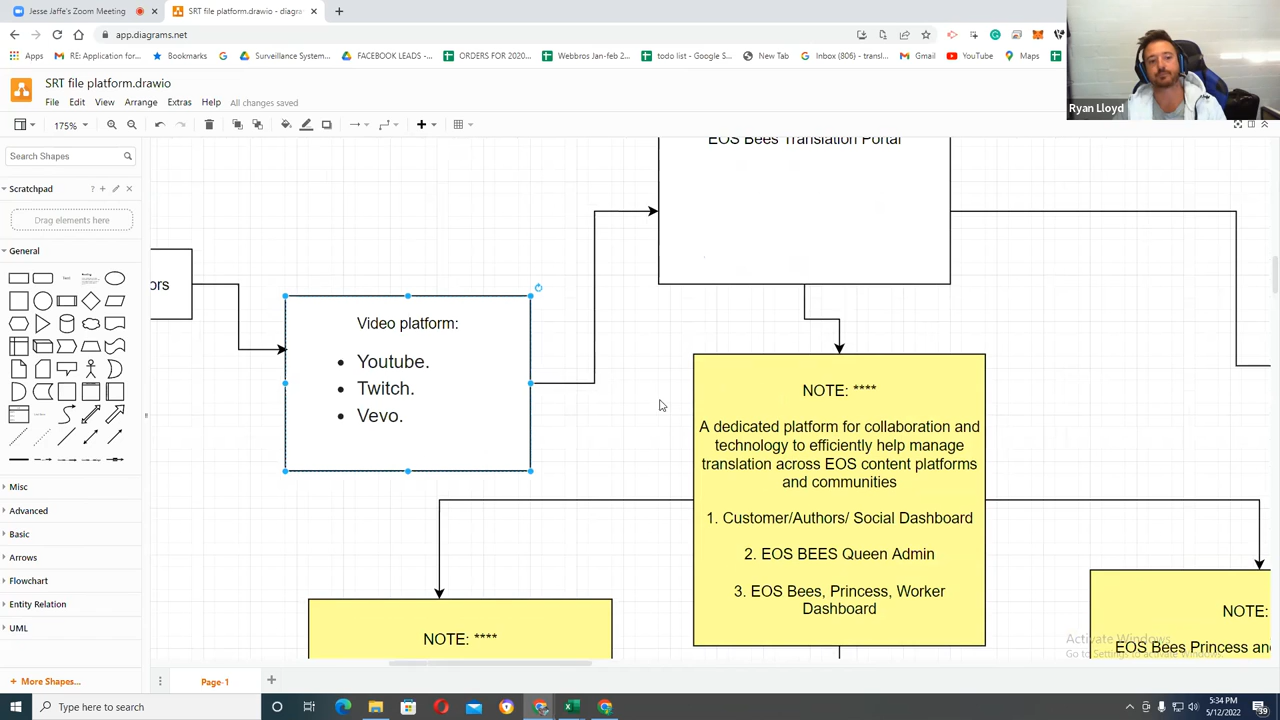 Jesse Jaffe's Zoom Meeting
SRT file platform.drawio - diagra
app.diagrams.net
Apps
RE: Application for...
Bookmarks
Surveillance System...
FACEBOOK LEADS -...
ORDERS FOR 2020...
Webbros Jan-feb 2...
todo list - Google S...
New Tab
Inbox (806) - transl...
Gmail
YouTube
Maps
SRT file platform.drawio
File Edit View Arrange Extras Help All changes saved
175%
Ryan Lloyd
Search Shapes
Scratchpad
Drag elements here
General
Misc
Advanced
Basic
Arrows
Flowchart
Entity Relation
UML
EOS Bees Translation Portal
ors
Video platform:
• Youtube.
• Twitch.
• Vevo.
NOTE: ****
A dedicated platform for collaboration and
technology to efficiently help manage
translation across EOS content platforms
and communities
1. Customer/Authors/ Social Dashboard
2. EOS BEES Queen Admin
3. EOS Bees, Princess, Worker
Dashboard
NOTE: ****
NOTE:
EOS Bees Princess an
Activate Windows
Go to Settings to activate Windows.
+ More Shapes...
Page-1
Type here to search
5:34 PM
5/12/2022
39